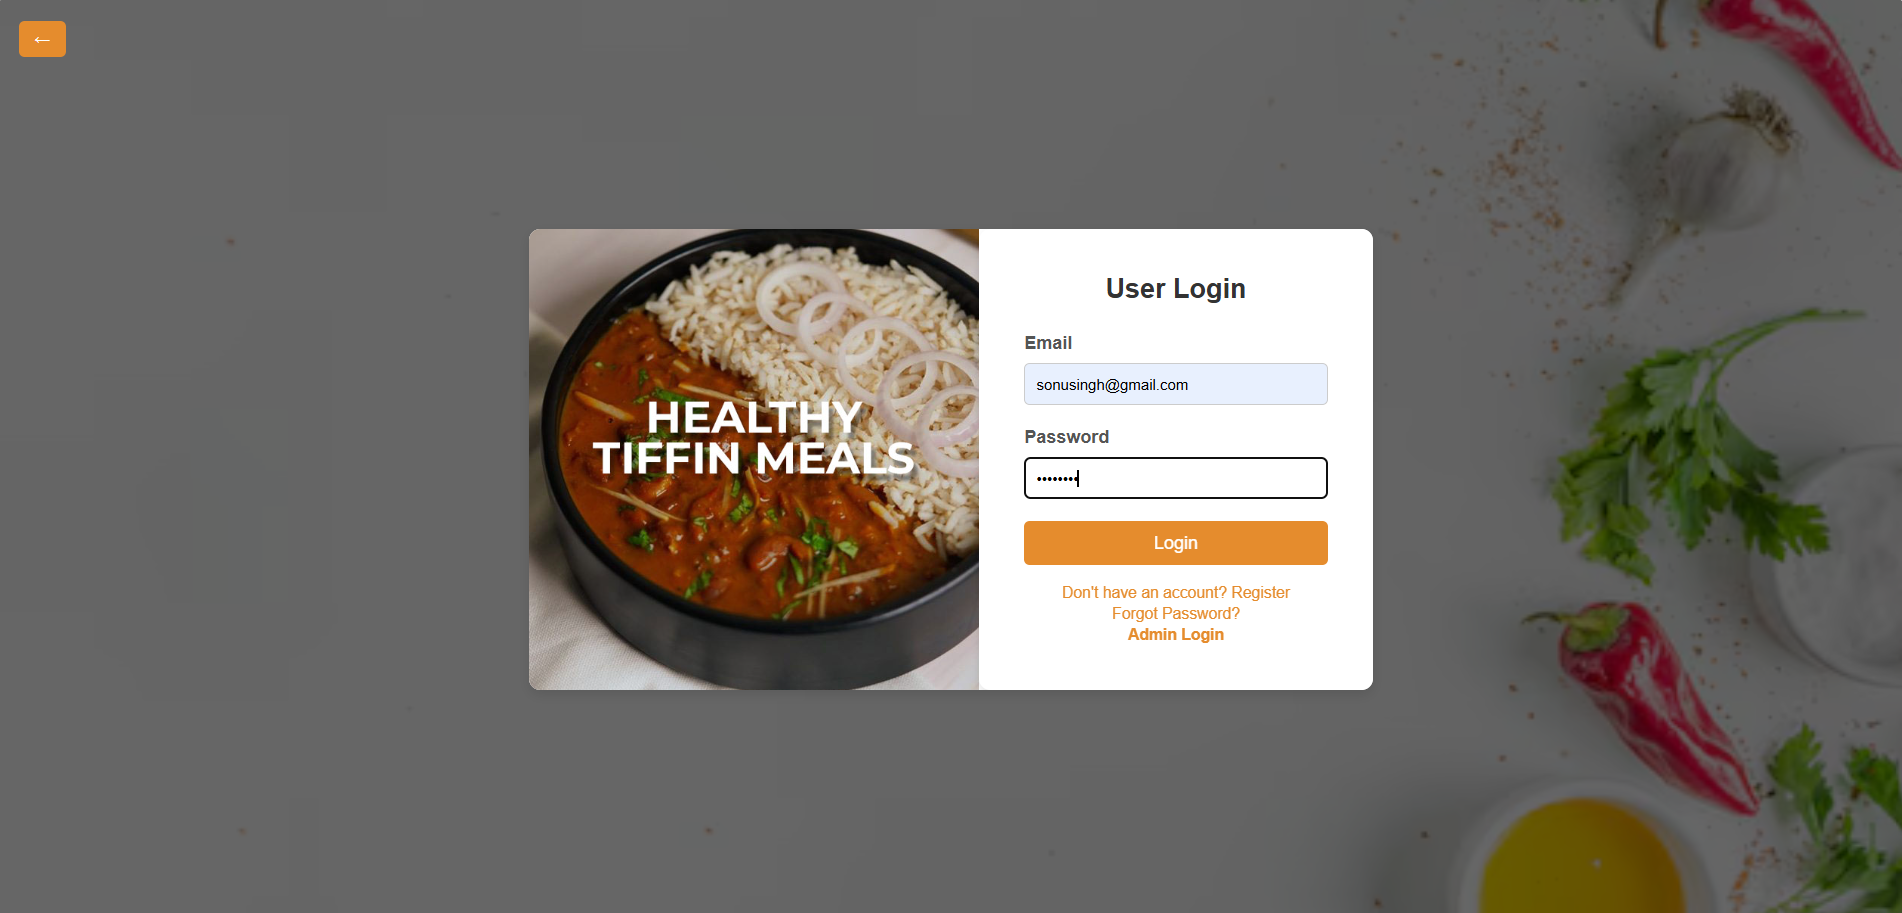 ←
HEALTHY
TIFFIN MEALS
User Login
Email
sonusingh@gmail.com
Password
••••••••
Login
Don't have an account? Register
Forgot Password?
Admin Login